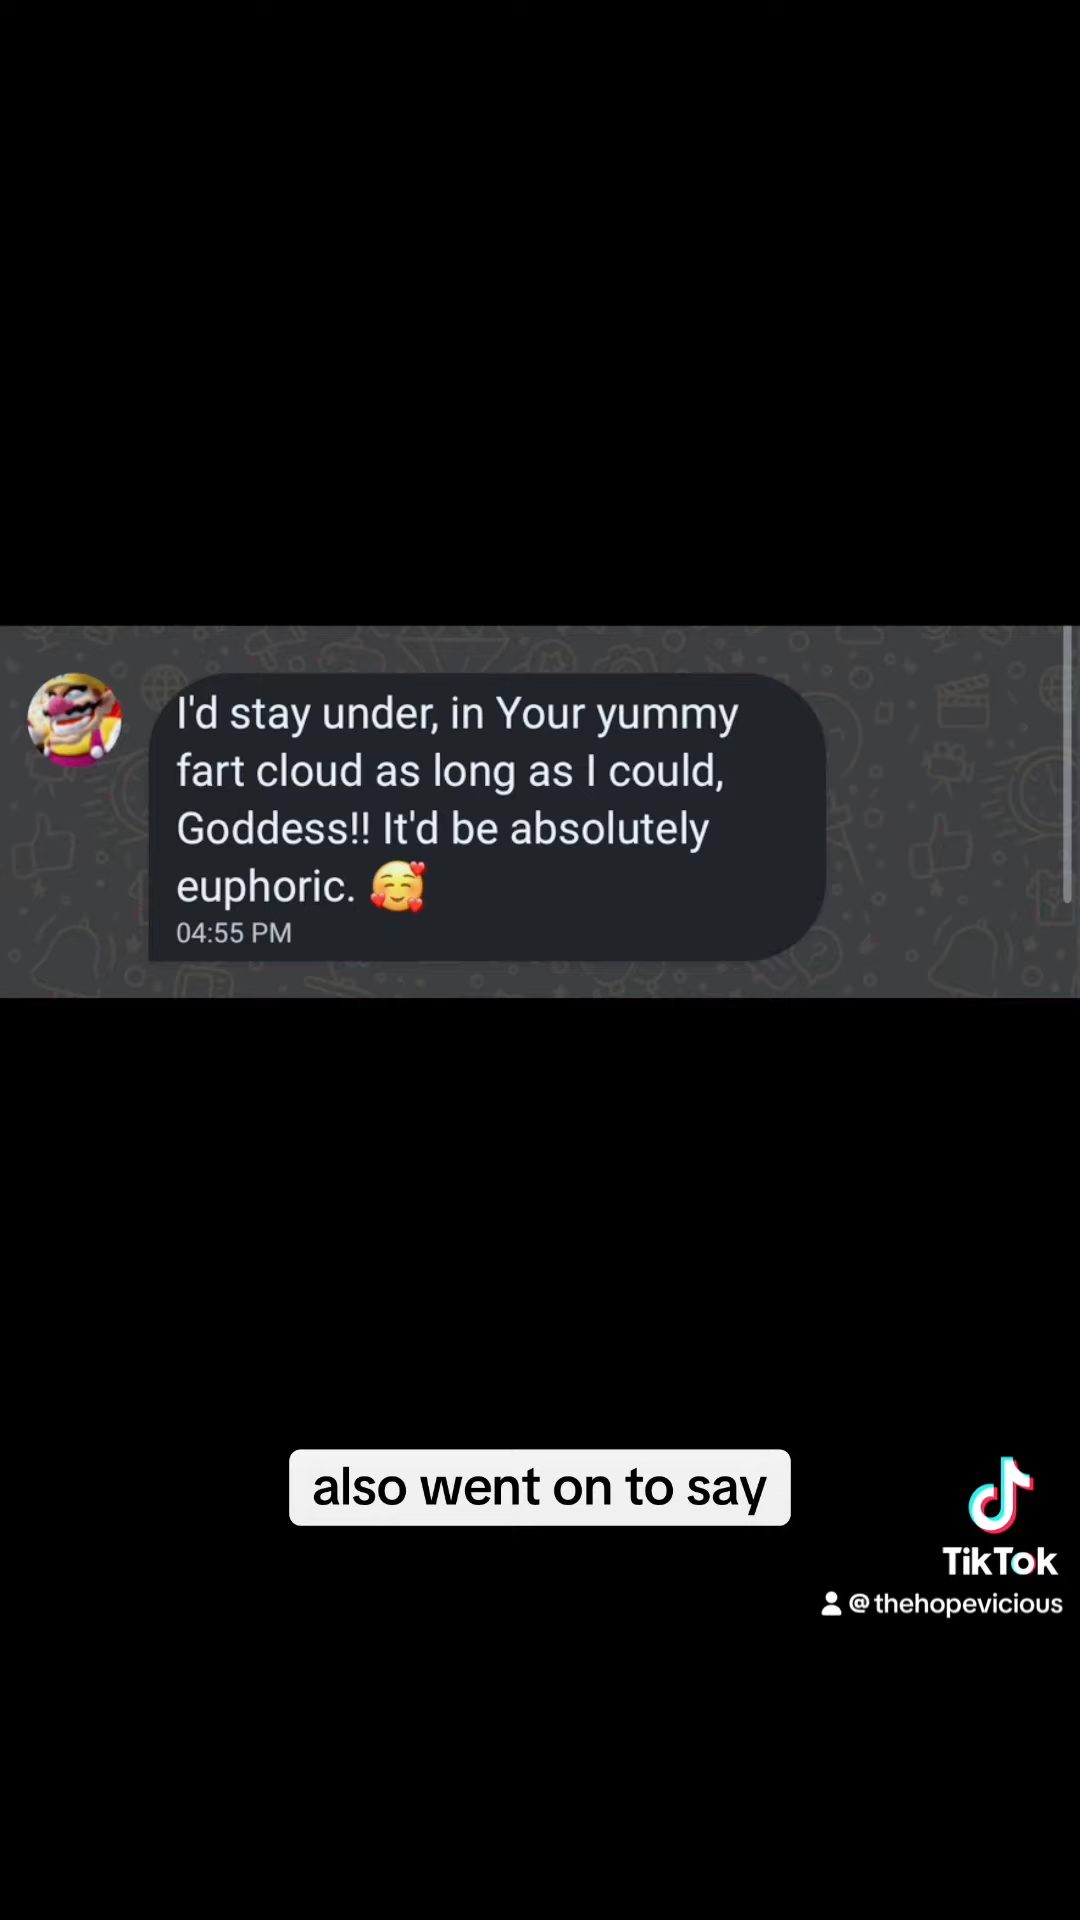 I'd stay under, in Your yummy
fart cloud as long as I could,
Goddess!! It'd be absolutely
euphoric. 🥰
04:55 PM
also went on to say
TikTok
@thehopevicious